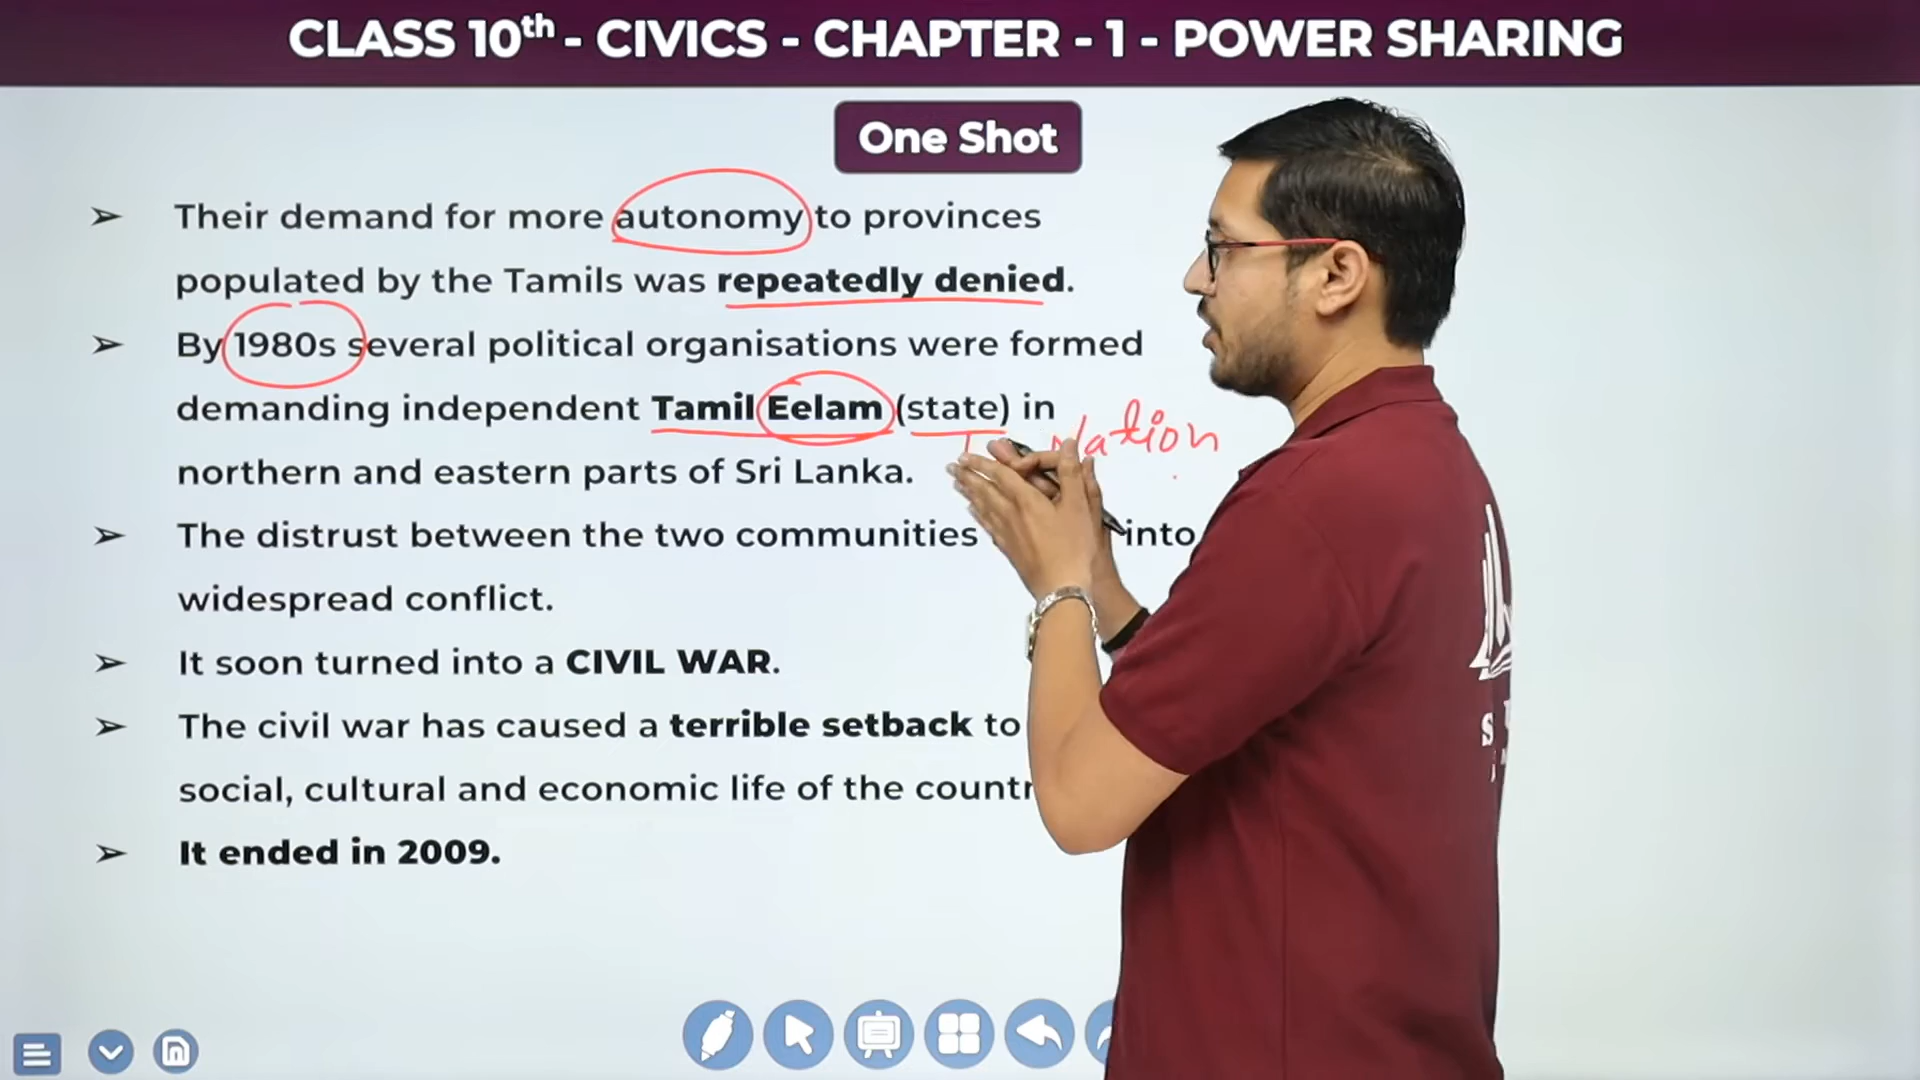 CLASS 10th - CIVICS - CHAPTER - 1 - POWER SHARING
One Shot
➢ Their demand for more autonomy to provinces
populated by the Tamils was repeatedly denied.
➢ By 1980s several political organisations were formed
demanding independent Tamil Eelam (state) in
Nation
northern and eastern parts of Sri Lanka.
➢ The distrust between the two communities into
widespread conflict.
➢ It soon turned into a CIVIL WAR.
➢ The civil war has caused a terrible setback to
social, cultural and economic life of the countr
➢ It ended in 2009.